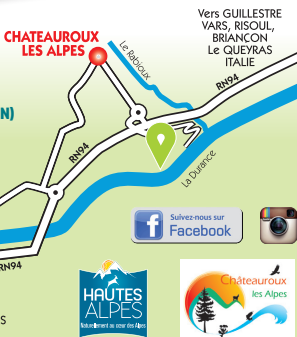 Vers GUILLESTRE
VARS, RISOUL,
BRIANÇON
Le QUEYRAS
ITALIE
CHATEAUROUX
LES ALPES
Le Rabioux
RN94
N)
RN94
La Durance
Suivez-nous sur
Facebook
RN94
S
HAUTES
ALPES
Naturellement au cœur des Alpes
Châteauroux
les Alpes